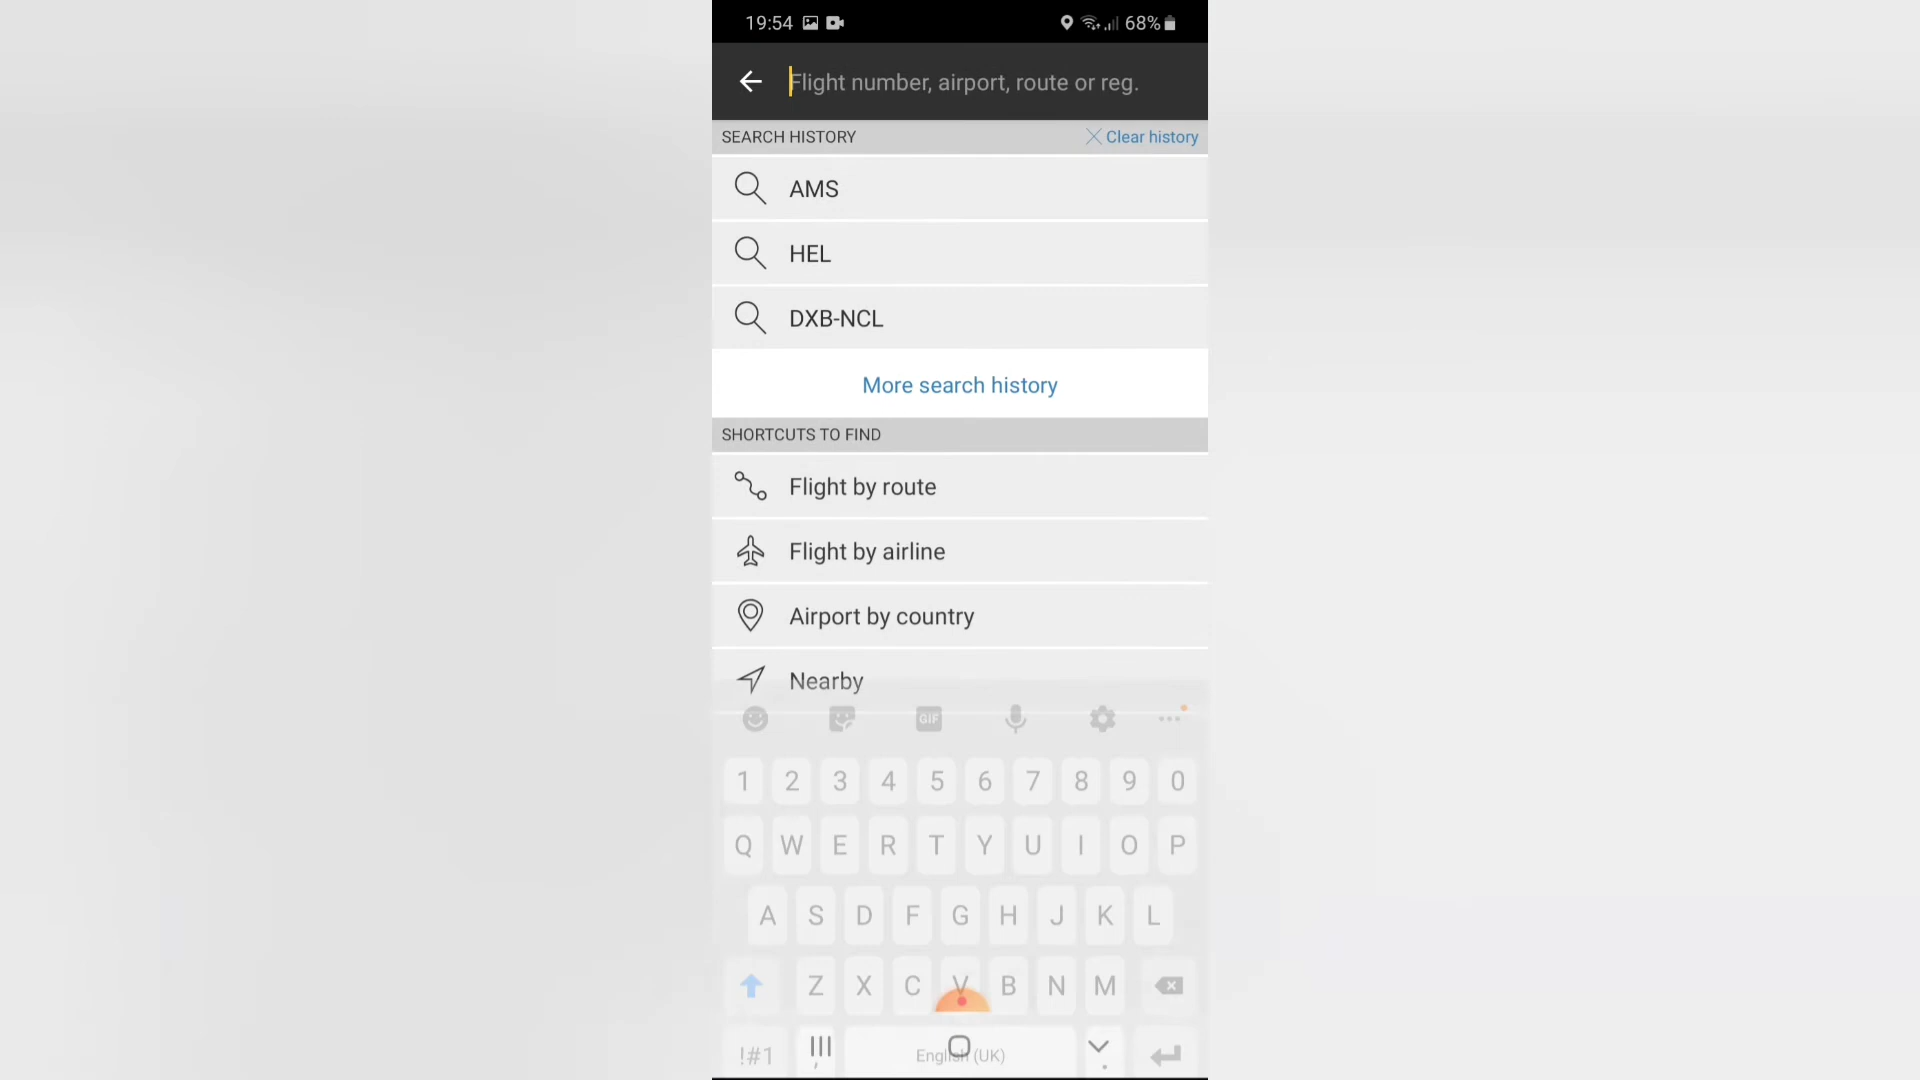 19:54 68%
Flight number, airport, route or reg.
SEARCH HISTORY Clear history
AMS
HEL
DXB-NCL
More search history
SHORTCUTS TO FIND
Flight by route
Flight by airline
Airport by country
Nearby
GIF
1 2 3 4 5 6 7 8 9 0
Q W E R T Y U I O P
A S D F G H J K L
Z X C V B N M
!#1 , English (UK) .